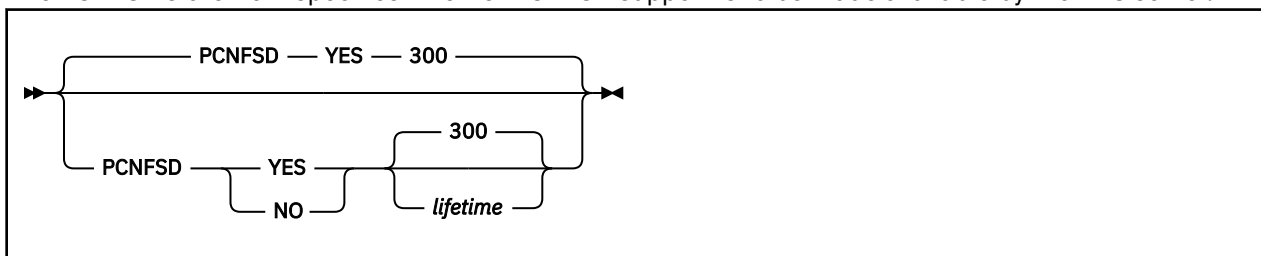 PCNFSD YES 300
300
PCNFSD YES
lifetime
NO